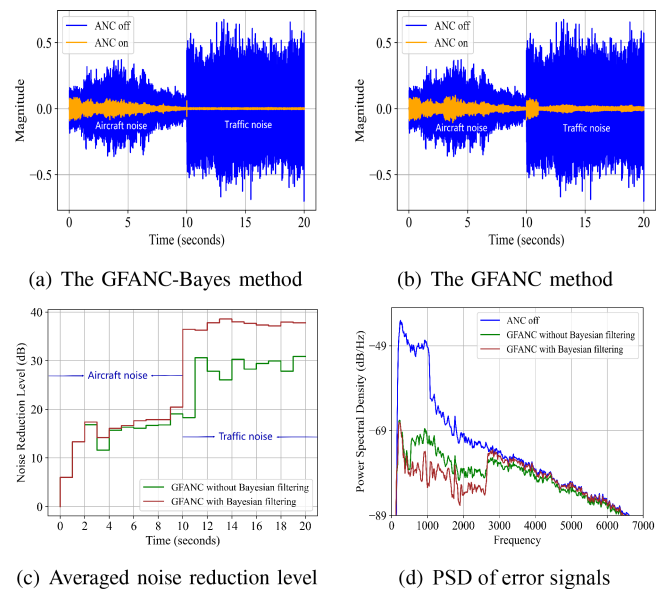 ANC off
ANC on
0.5
0.0
−0.5
Magnitude
Aircraft noise
Traffic noise
0 5 10 15 20
Time (seconds)
(a) The GFANC-Bayes method
ANC off
ANC on
0.5
0.0
−0.5
Magnitude
Aircraft noise
Traffic noise
0 5 10 15 20
Time (seconds)
(b) The GFANC method
40
30
20
10
0
Noise Reduction Level (dB)
Aircraft noise
Traffic noise
GFANC without Bayesian filtering
GFANC with Bayesian filtering
0 2 4 6 8 10 12 14 16 18 20
Time (seconds)
(c) Averaged noise reduction level
ANC off
GFANC without Bayesian filtering
GFANC with Bayesian filtering
−49
−69
−89
Power Spectral Density (dB/Hz)
0 1000 2000 3000 4000 5000 6000 7000
Frequency
(d) PSD of error signals